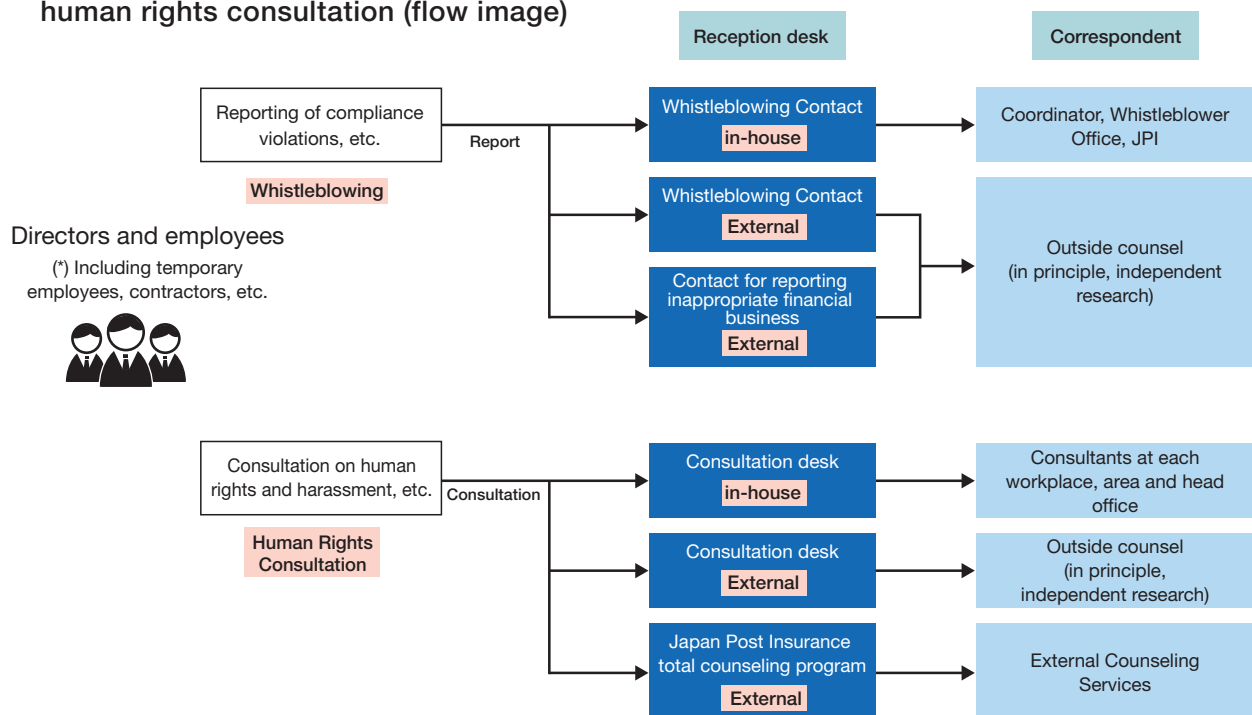 human rights consultation (flow image)
Reception desk
Correspondent
Reporting of compliance
violations, etc.
Whistleblowing
Report
Whistleblowing Contact
in-house
Coordinator, Whistleblower
Office, JPI
Whistleblowing Contact
External
Contact for reporting
inappropriate financial
business
External
Outside counsel
(in principle, independent
research)
Directors and employees
(*) Including temporary
employees, contractors, etc.
Consultation on human
rights and harassment, etc.
Human Rights
Consultation
Consultation
Consultation desk
in-house
Consultants at each
workplace, area and head
office
Consultation desk
External
Outside counsel
(in principle,
independent research)
Japan Post Insurance
total counseling program
External
External Counseling
Services